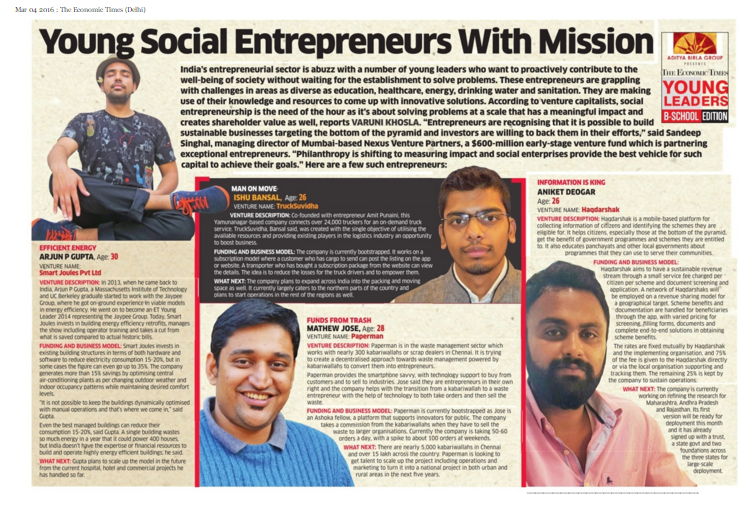 Mar 04 2016 : The Economic Times (Delhi)
Young Social Entrepreneurs With Mission
India's entrepreneurial sector is abuzz with a number of young leaders who want to proactively contribute to the
well-being of society without waiting for the establishment to solve problems. These entrepreneurs are grappling
with challenges in areas as diverse as education, healthcare, energy, drinking water and sanitation. They are making
use of their knowledge and resources to come up with innovative solutions. According to venture capitalists, social
entrepreneurship is the need of the hour as it's about solving problems at a scale that has a meaningful impact and
creates shareholder value as well, reports VARUNI KHOSLA. "Entrepreneurs are recognising that it is possible to build
sustainable businesses targeting the bottom of the pyramid and investors are willing to back them in their efforts," said Sandeep
Singhal, managing director of Mumbai-based Nexus Venture Partners, a $600-million early-stage venture fund which is partnering
exceptional entrepreneurs. "Philanthropy is shifting to measuring impact and social enterprises provide the best vehicle for such
capital to achieve their goals." Here are a few such entrepreneurs:
ADITYA BIRLA GROUP
PRESENTS
THE ECONOMIC TIMES
YOUNG
LEADERS
B-SCHOOL EDITION
EFFICIENT ENERGY
ARJUN P GUPTA, Age: 30
VENTURE NAME:
Smart Joules Pvt Ltd
VENTURE DESCRIPTION: In 2013, when he came back to
India, Arjun P Gupta, a Massachusetts Institute of Technology
and UC Berkeley graduate started to work with the Jaypee
Group, where he got on-ground experience in viable models
in energy efficiency. He went on to become an ET Young
Leader 2014 representing the Jaypee Group. Today, Smart
Joules invests in building energy efficiency retrofits, manages
the show including operator training and takes a cut from
what is saved compared to actual historic bills.
FUNDING AND BUSINESS MODEL: Smart Joules invests in
existing building structures in terms of both hardware and
software to reduce electricity consumption 15-20%, but in
some cases the figure can even go up to 35%. The company
generates more than 15% savings by optimising central
air-conditioning plants as per changing outdoor weather and
indoor occupancy patterns while maintaining desired comfort
levels.
"It is not possible to keep the buildings dynamically optimised
with manual operations and that's where we come in," said
Gupta.
Even the best managed buildings can reduce their
consumption 15-20%, said Gupta. A single building wastes
so much energy in a year that it could power 400 houses,
but India doesn't have the expertise or financial resources to
build and operate highly energy efficient buildings, he said.
WHAT NEXT: Gupta plans to scale up the model in the future
from the current hospital, hotel and commercial projects he
has handled so far.
MAN ON MOVE
ISHU BANSAL, Age: 26
VENTURE NAME: TruckSuvidha
VENTURE DESCRIPTION: Co-founded with entrepreneur Amit Punaini, this
Yamunanagar-based company connects over 24,000 truckers for an on-demand truck
service. TruckSuvidha, Bansal said, was created with the single objective of utilising the
available resources and providing existing players in the logistics industry an opportunity
to boost business.
FUNDING AND BUSINESS MODEL: The company is currently bootstrapped. It works on a
subscription model where a customer who has cargo to send can post the listing on the app
or website. A transporter who has bought a subscription package from the website can view
the details. The idea is to reduce the losses for the truck drivers and to empower them.
WHAT NEXT: The company plans to expand across India into the packing and moving
space as well. It currently largely caters to the northern parts of the country and
plans to start operations in the rest of the regions as well.
FUNDS FROM TRASH
MATHEW JOSE, Age: 28
VENTURE NAME: Paperman
VENTURE DESCRIPTION: Paperman is in the waste management sector which
works with nearly 300 kabariwallahs or scrap dealers in Chennai. It is trying
to create a decentralised approach towards waste management powered by
kabariwallahs to convert them into entrepreneurs.
Paperman provides the smartphone savvy, with technology support to buy from
customers and to sell to industries. Jose said they are entrepreneurs in their own
right and the company helps with the transition from a kabariwallah to a waste
entrepreneur with the help of technology to both take orders and then sell the
waste.
FUNDING AND BUSINESS MODEL: Paperman is currently bootstrapped as Jose is
an Ashoka fellow, a platform that supports innovators for public. The company
takes a commission from the kabariwallahs when they have to sell the
waste to larger organisations. Currently the company is taking 50-60
orders a day, with a spike to about 100 orders at weekends.
WHAT NEXT: There are nearly 5,000 kabariwallahs in Chennai
and over 15 lakh across the country. Paperman is looking to
get talent to scale up the project including operations and
marketing to turn it into a national project in both urban and
rural areas in the next five years.
INFORMATION IS KING
ANIKET DEOGAR
Age: 26
VENTURE NAME: Haqdarshak
VENTURE DESCRIPTION: Haqdarshak is a mobile-based platform for
collecting information of citizens and identifying the schemes they are
eligible for. It helps citizens, especially those at the bottom of the pyramid,
get the benefit of government programmes and schemes they are entitled
to. It also educates panchayats and other local governments about
programmes that they can use to serve their communities.
FUNDING AND BUSINESS MODEL:
Haqdarshak aims to have a sustainable revenue
stream through a small service fee charged per
citizen per scheme and document screening and
application. A network of Haqdarshaks will
be employed on a revenue sharing model for
a geographical target. Scheme benefits and
documentation are handled for beneficiaries
through the app, with varied pricing for
screening, filling forms, documents and
complete end-to-end solutions in obtaining
scheme benefits.
The rates are fixed mutually by Haqdarshak
and the implementing organisation, and 75%
of the fee is given to the Haqdarshak directly
or via the local organisation supporting and
tracking them. The remaining 25% is kept by
the company to sustain operations.
WHAT NEXT: The company is currently
working on refining the research for
Maharashtra, Andhra Pradesh
and Rajasthan. Its first
version will be ready for
deployment this month
and it has already
signed up with a trust,
a state govt and two
foundations across
the three states for
large-scale
deployment.